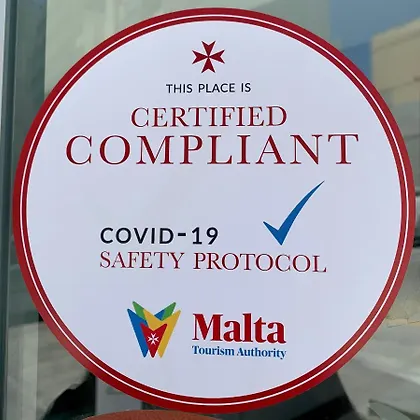 THIS PLACE IS
CERTIFIED
COMPLIANT
COVID-19
SAFETY PROTOCOL
Malta
Tourism Authority